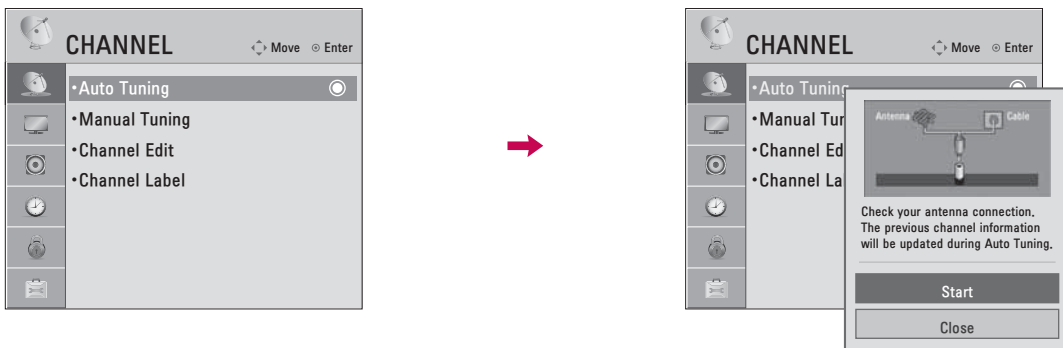 CHANNEL
Move
Enter
•Auto Tuning
•Manual Tuning
•Channel Edit
•Channel Label
CHANNEL
Move
Enter
•Auto Tuning
•Manual Tun
•Channel Ed
•Channel La
Antenna
Cable
Check your antenna connection.
The previous channel information
will be updated during Auto Tuning.
Start
Close